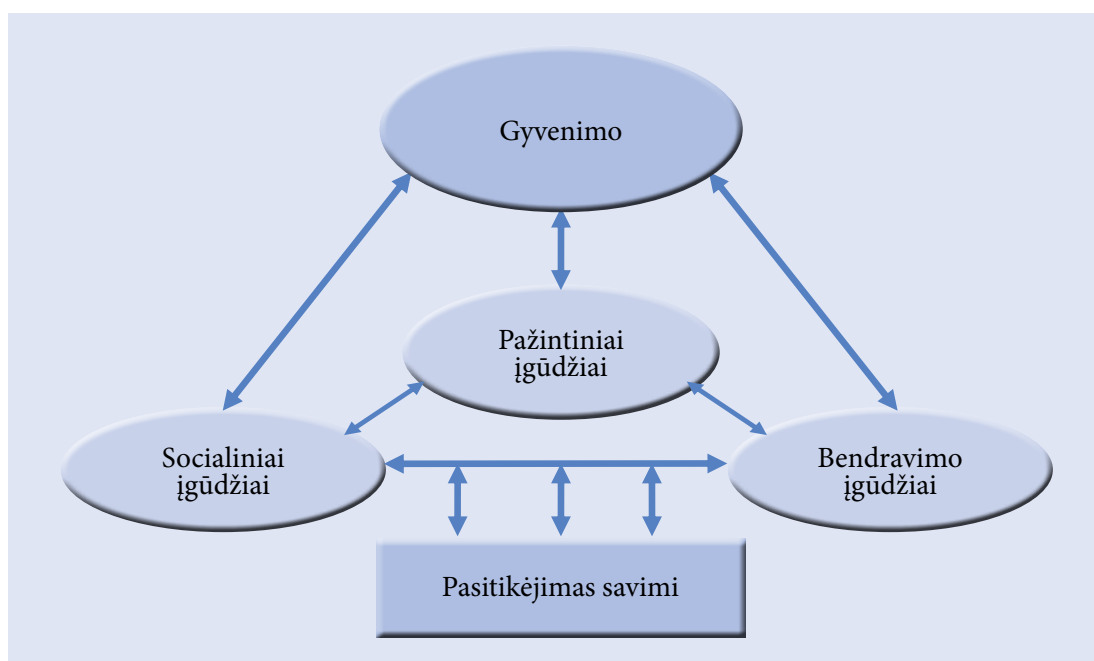 Gyvenimo
Pažintiniai
įgūdžiai
Socialiniai
įgūdžiai
Bendravimo
įgūdžiai
Pasitikėjimas savimi